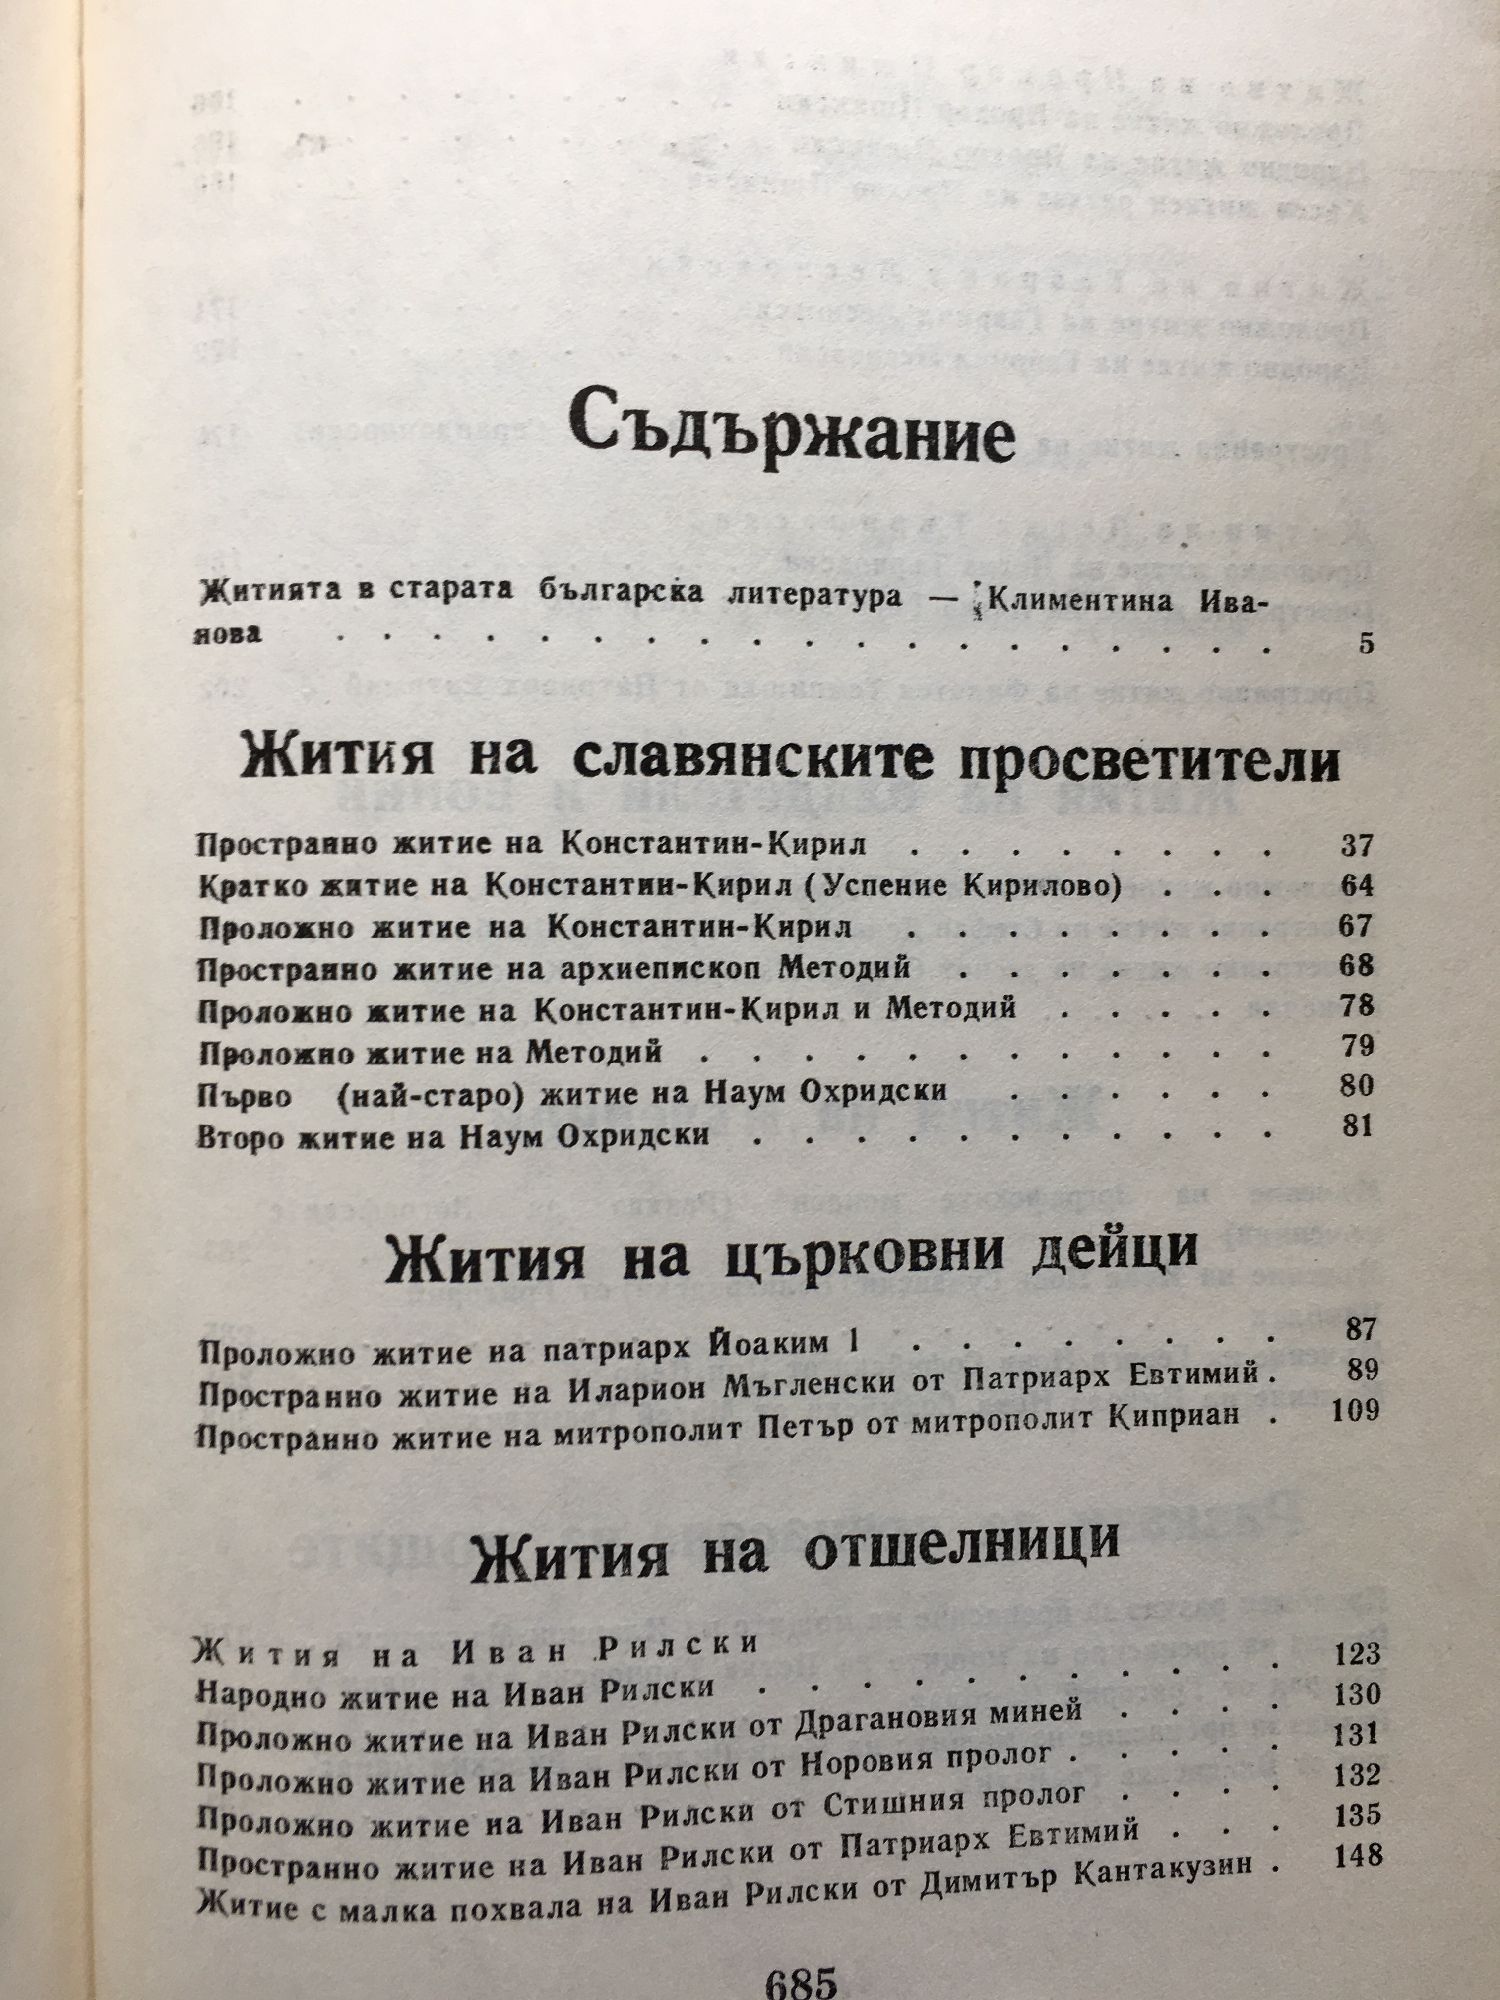 Съдържание
Житията в старата българска литература — Климентина Ива-
нова . . . . . . . . . . . . . . . . . . . 5
Жития на славянските просветители
Пространно житие на Константин-Кирил . . . . . . . . 37
Кратко житие на Константин-Кирил (Успение Кирилово) . . . 64
Проложно житие на Константин-Кирил . . . . . . . . 67
Пространно житие на архиепископ Методий . . . . . . . 68
Проложно житие на Константин-Кирил и Методий . . . . . 78
Проложно житие на Методий . . . . . . . . . . . . 79
Първо (най-старо) житие на Наум Охридски . . . . . . 80
Второ житие на Наум Охридски . . . . . . . . . . . 81
Жития на църковни дейци
Проложно житие на патриарх Йоаким I . . . . . . . . 87
Пространно житие на Иларион Мъгленски от Патриарх Евтимий . 89
Пространно житие на митрополит Петър от митрополит Киприан . 109
Жития на отшелници
Жития на Иван Рилски
Народно житие на Иван Рилски . . . . . . . . . . . 123
Проложно житие на Иван Рилски от Драгановия миней . . . . 130
Проложно житие на Иван Рилски от Норовия пролог . . . . . 131
Проложно житие на Иван Рилски от Стишния пролог . . . . 132
Пространно житие на Иван Рилски от Патриарх Евтимий . . . 135
Житие с малка похвала на Иван Рилски от Димитър Кантакузин . 148
685